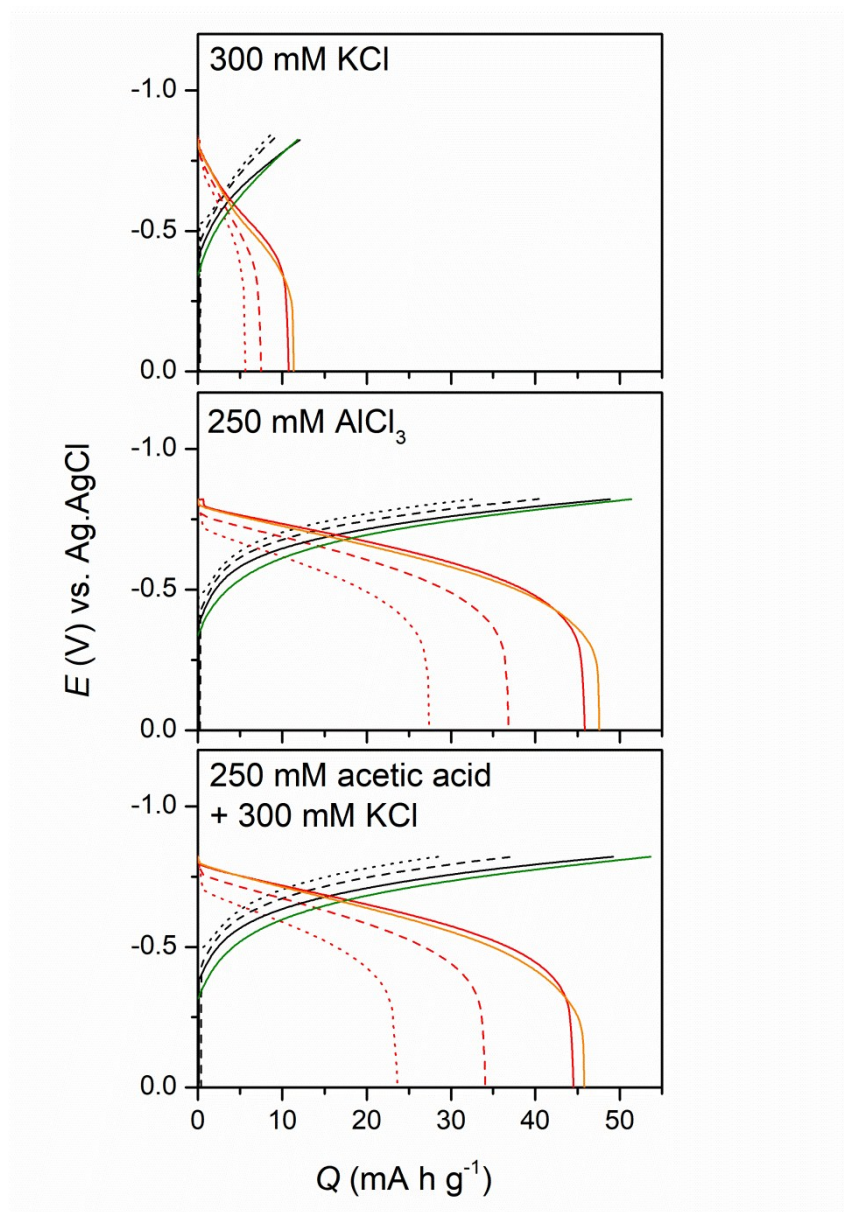 300 mM KCl
-1.0
-0.5
0.0
250 mM AlCl3
-1.0
-0.5
0.0
E (V) vs. Ag.AgCl
250 mM acetic acid
+ 300 mM KCl
-1.0
-0.5
0.0
0 10 20 30 40 50
Q (mA h g-1)